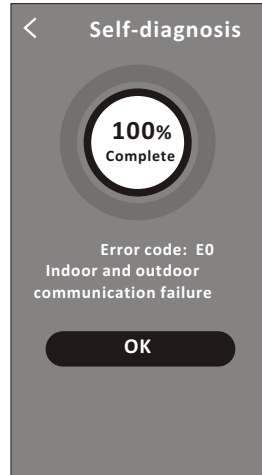 Self-diagnosis
100%
Complete
Error code: E0
Indoor and outdoor
communication failure
OK